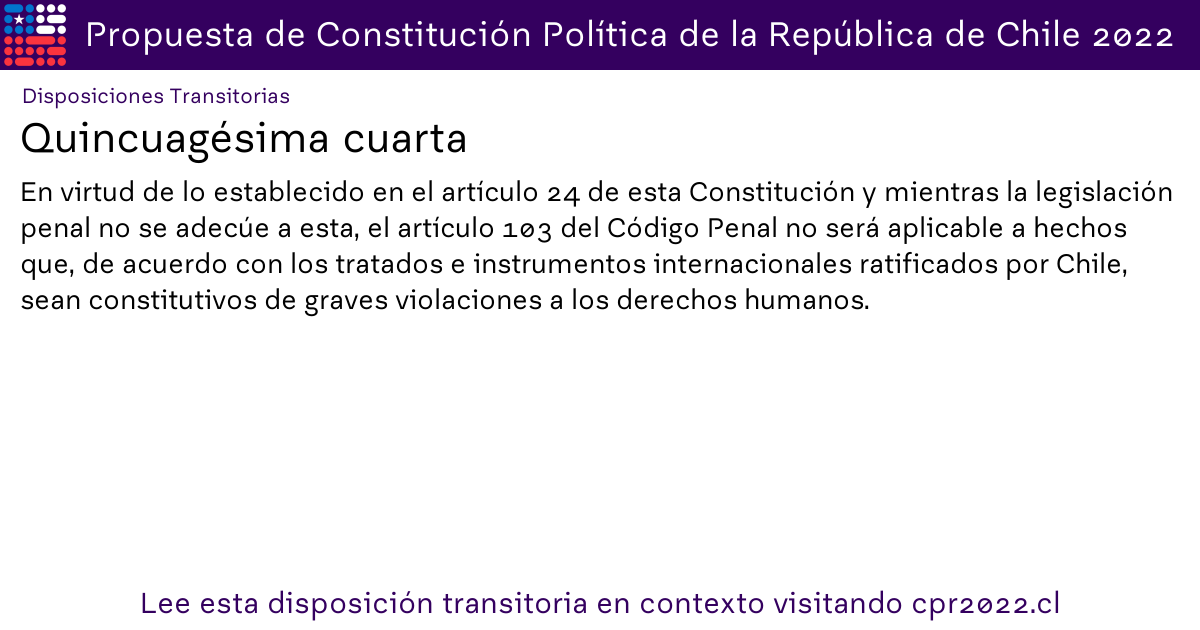 Propuesta de Constitución Política de la República de Chile 2022
Disposiciones Transitorias
Quincuagésima cuarta
En virtud de lo establecido en el artículo 24 de esta Constitución y mientras la legislación
penal no se adecúe a esta, el artículo 103 del Código Penal no será aplicable a hechos
que, de acuerdo con los tratados e instrumentos internacionales ratificados por Chile,
sean constitutivos de graves violaciones a los derechos humanos.
Lee esta disposición transitoria en contexto visitando cpr2022.cl